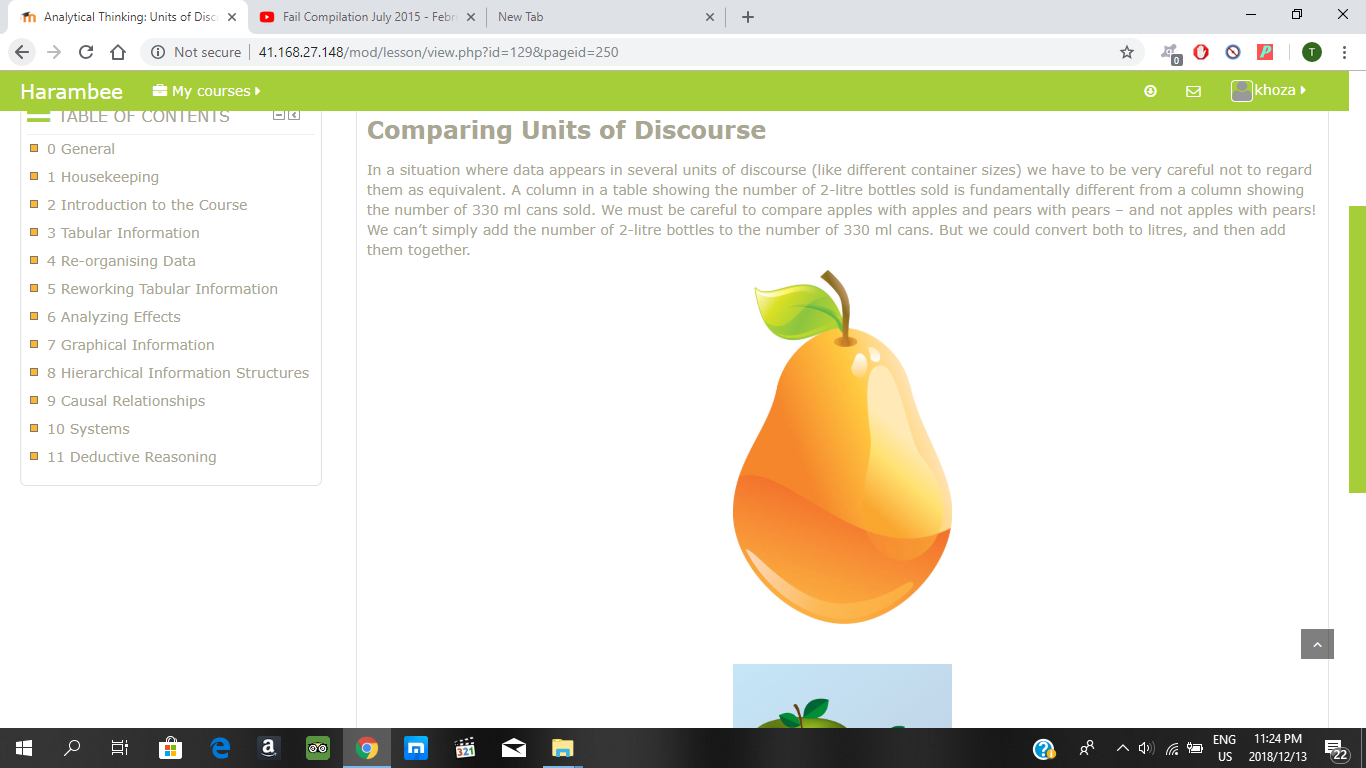 Analytical Thinking: Units of Disc
Fail Compilation July 2015 - Febr
New Tab
Not secure
41.168.27.148/mod/lesson/view.php?id=129&pageid=250
0
T
Harambee
My courses
khoza
TABLE OF CONTENTS
0 General
1 Housekeeping
2 Introduction to the Course
3 Tabular Information
4 Re-organising Data
5 Reworking Tabular Information
6 Analyzing Effects
7 Graphical Information
8 Hierarchical Information Structures
9 Causal Relationships
10 Systems
11 Deductive Reasoning
Comparing Units of Discourse
In a situation where data appears in several units of discourse (like different container sizes) we have to be very careful not to regard
them as equivalent. A column in a table showing the number of 2-litre bottles sold is fundamentally different from a column showing
the number of 330 ml cans sold. We must be careful to compare apples with apples and pears with pears – and not apples with pears!
We can't simply add the number of 2-litre bottles to the number of 330 ml cans. But we could convert both to litres, and then add
them together.
321
ENG
US
11:24 PM
2018/12/13
22